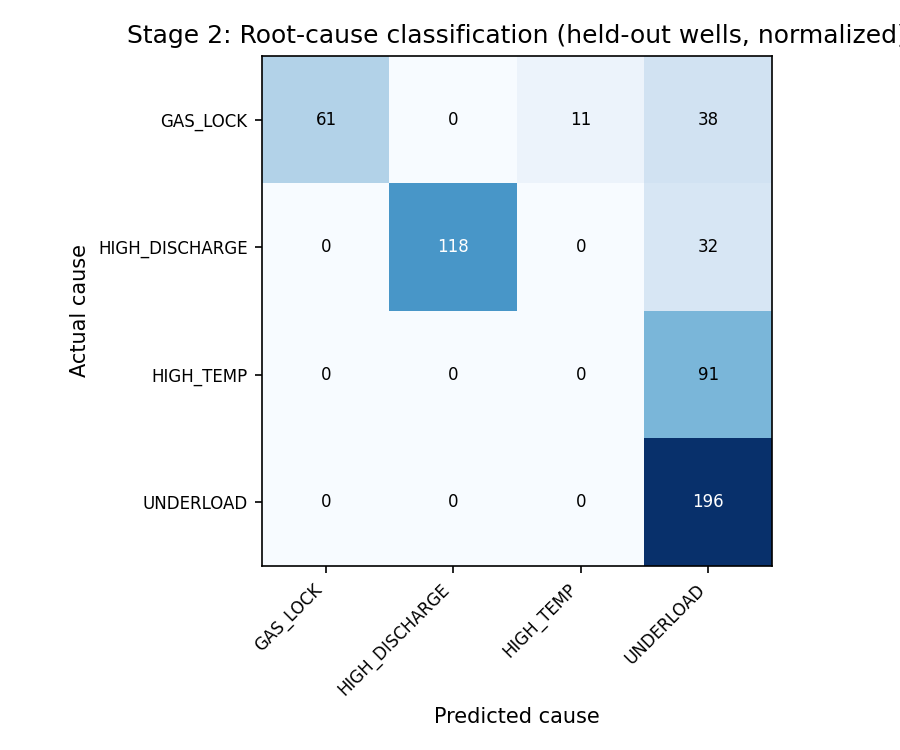 Stage 2: Root-cause classification (held-out wells, normalized)
GAS_LOCK 61 0 11 38
HIGH_DISCHARGE 0 118 0 32
HIGH_TEMP 0 0 0 91
UNDERLOAD 0 0 0 196
Actual cause
GAS_LOCK HIGH_DISCHARGE HIGH_TEMP UNDERLOAD
Predicted cause